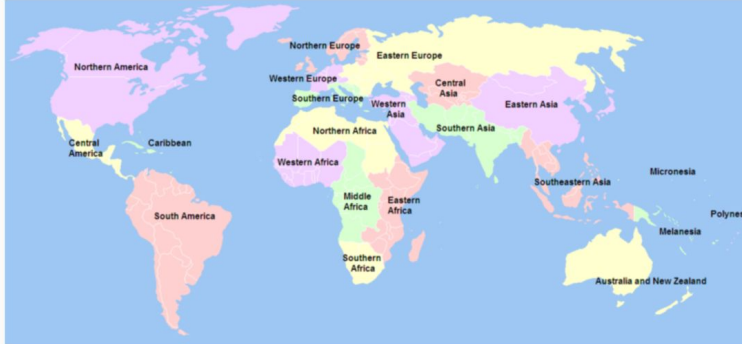 Northern Europe
Eastern Europe
Northern America
Western Europe
Central
Asia
Southern Europe
Western
Asia
Eastern Asia
Northern Africa
Southern Asia
Central
America
Caribbean
Western Africa
Micronesia
Southeastern Asia
Middle
Africa
Eastern
Africa
South America
Polyne
Melanesia
Southern
Africa
Australia and New Zealand